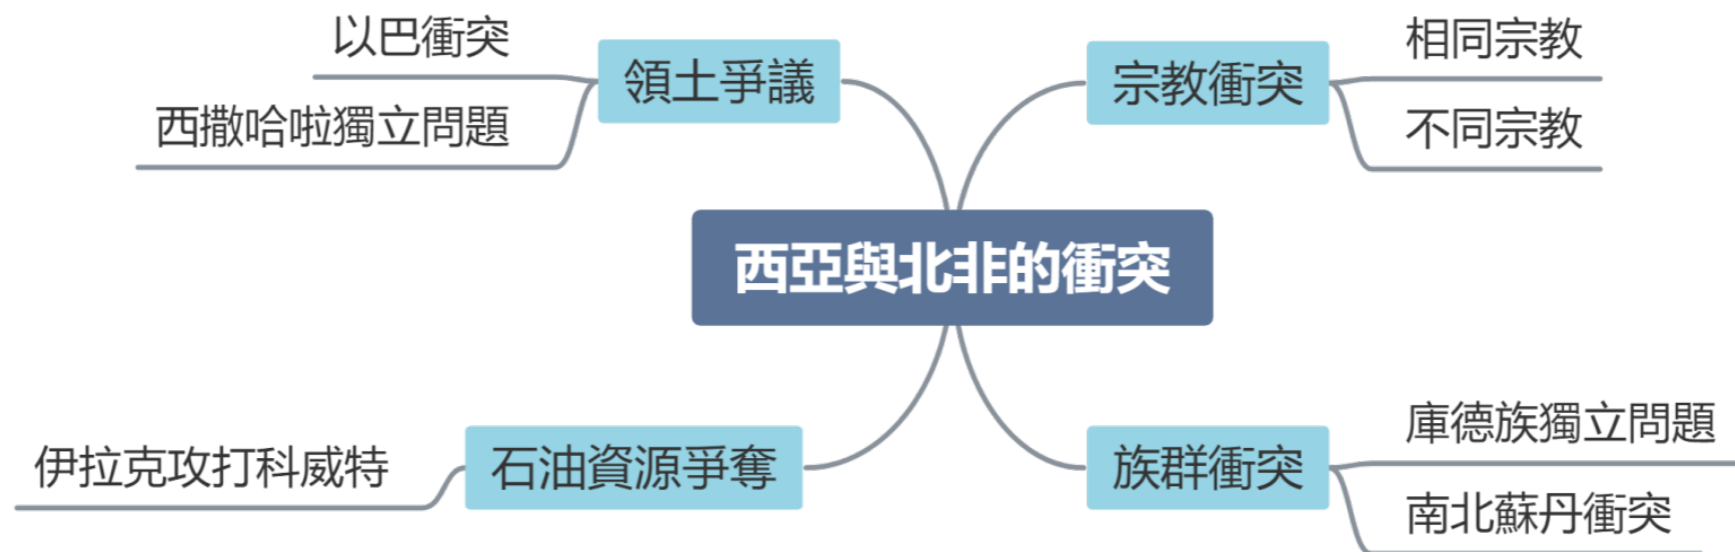 西亞與北非的衝突
領土爭議
以巴衝突
西撒哈啦獨立問題
宗教衝突
相同宗教
不同宗教
石油資源爭奪
伊拉克攻打科威特
族群衝突
庫德族獨立問題
南北蘇丹衝突